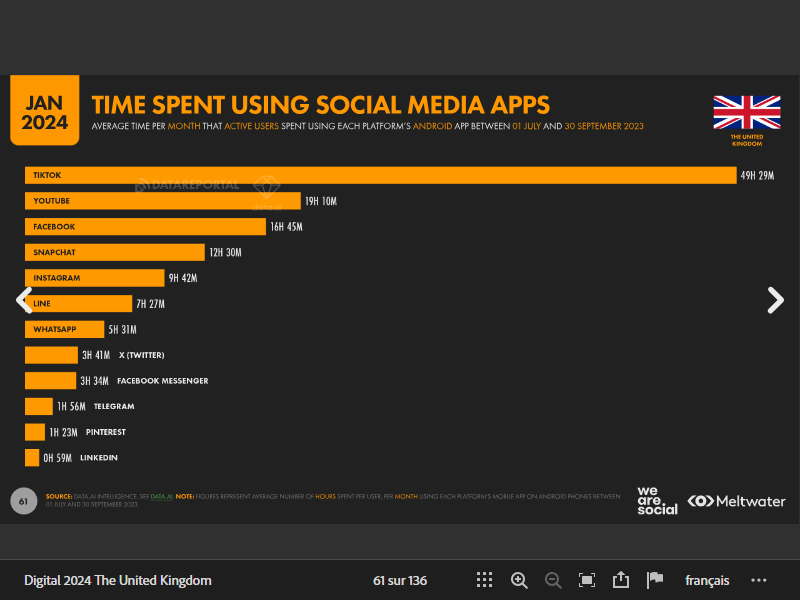 JAN
2024
TIME SPENT USING SOCIAL MEDIA APPS
AVERAGE TIME PER MONTH THAT ACTIVE USERS SPENT USING EACH PLATFORM'S ANDROID APP BETWEEN 01 JULY AND 30 SEPTEMBER 2023
THE UNITED
KINGDOM
TIKTOK 49H 29M
DATAREPORTAL
YOUTUBE 19H 10M
FACEBOOK 16H 45M
SNAPCHAT 12H 30M
INSTAGRAM 9H 42M
LINE 7H 27M
WHATSAPP 5H 31M
3H 41M X (TWITTER)
3H 34M FACEBOOK MESSENGER
1H 56M TELEGRAM
1H 23M PINTEREST
0H 59M LINKEDIN
61
SOURCE: DATA.AI INTELLIGENCE. SEE DATA.AI. NOTE: FIGURES REPRESENT AVERAGE NUMBER OF HOURS SPENT PER USER, PER MONTH USING EACH PLATFORM'S MOBILE APP ON ANDROID PHONES BETWEEN
01 JULY AND 30 SEPTEMBER 2023.
we
are
social
Meltwater
Digital 2024 The United Kingdom
61 sur 136
français